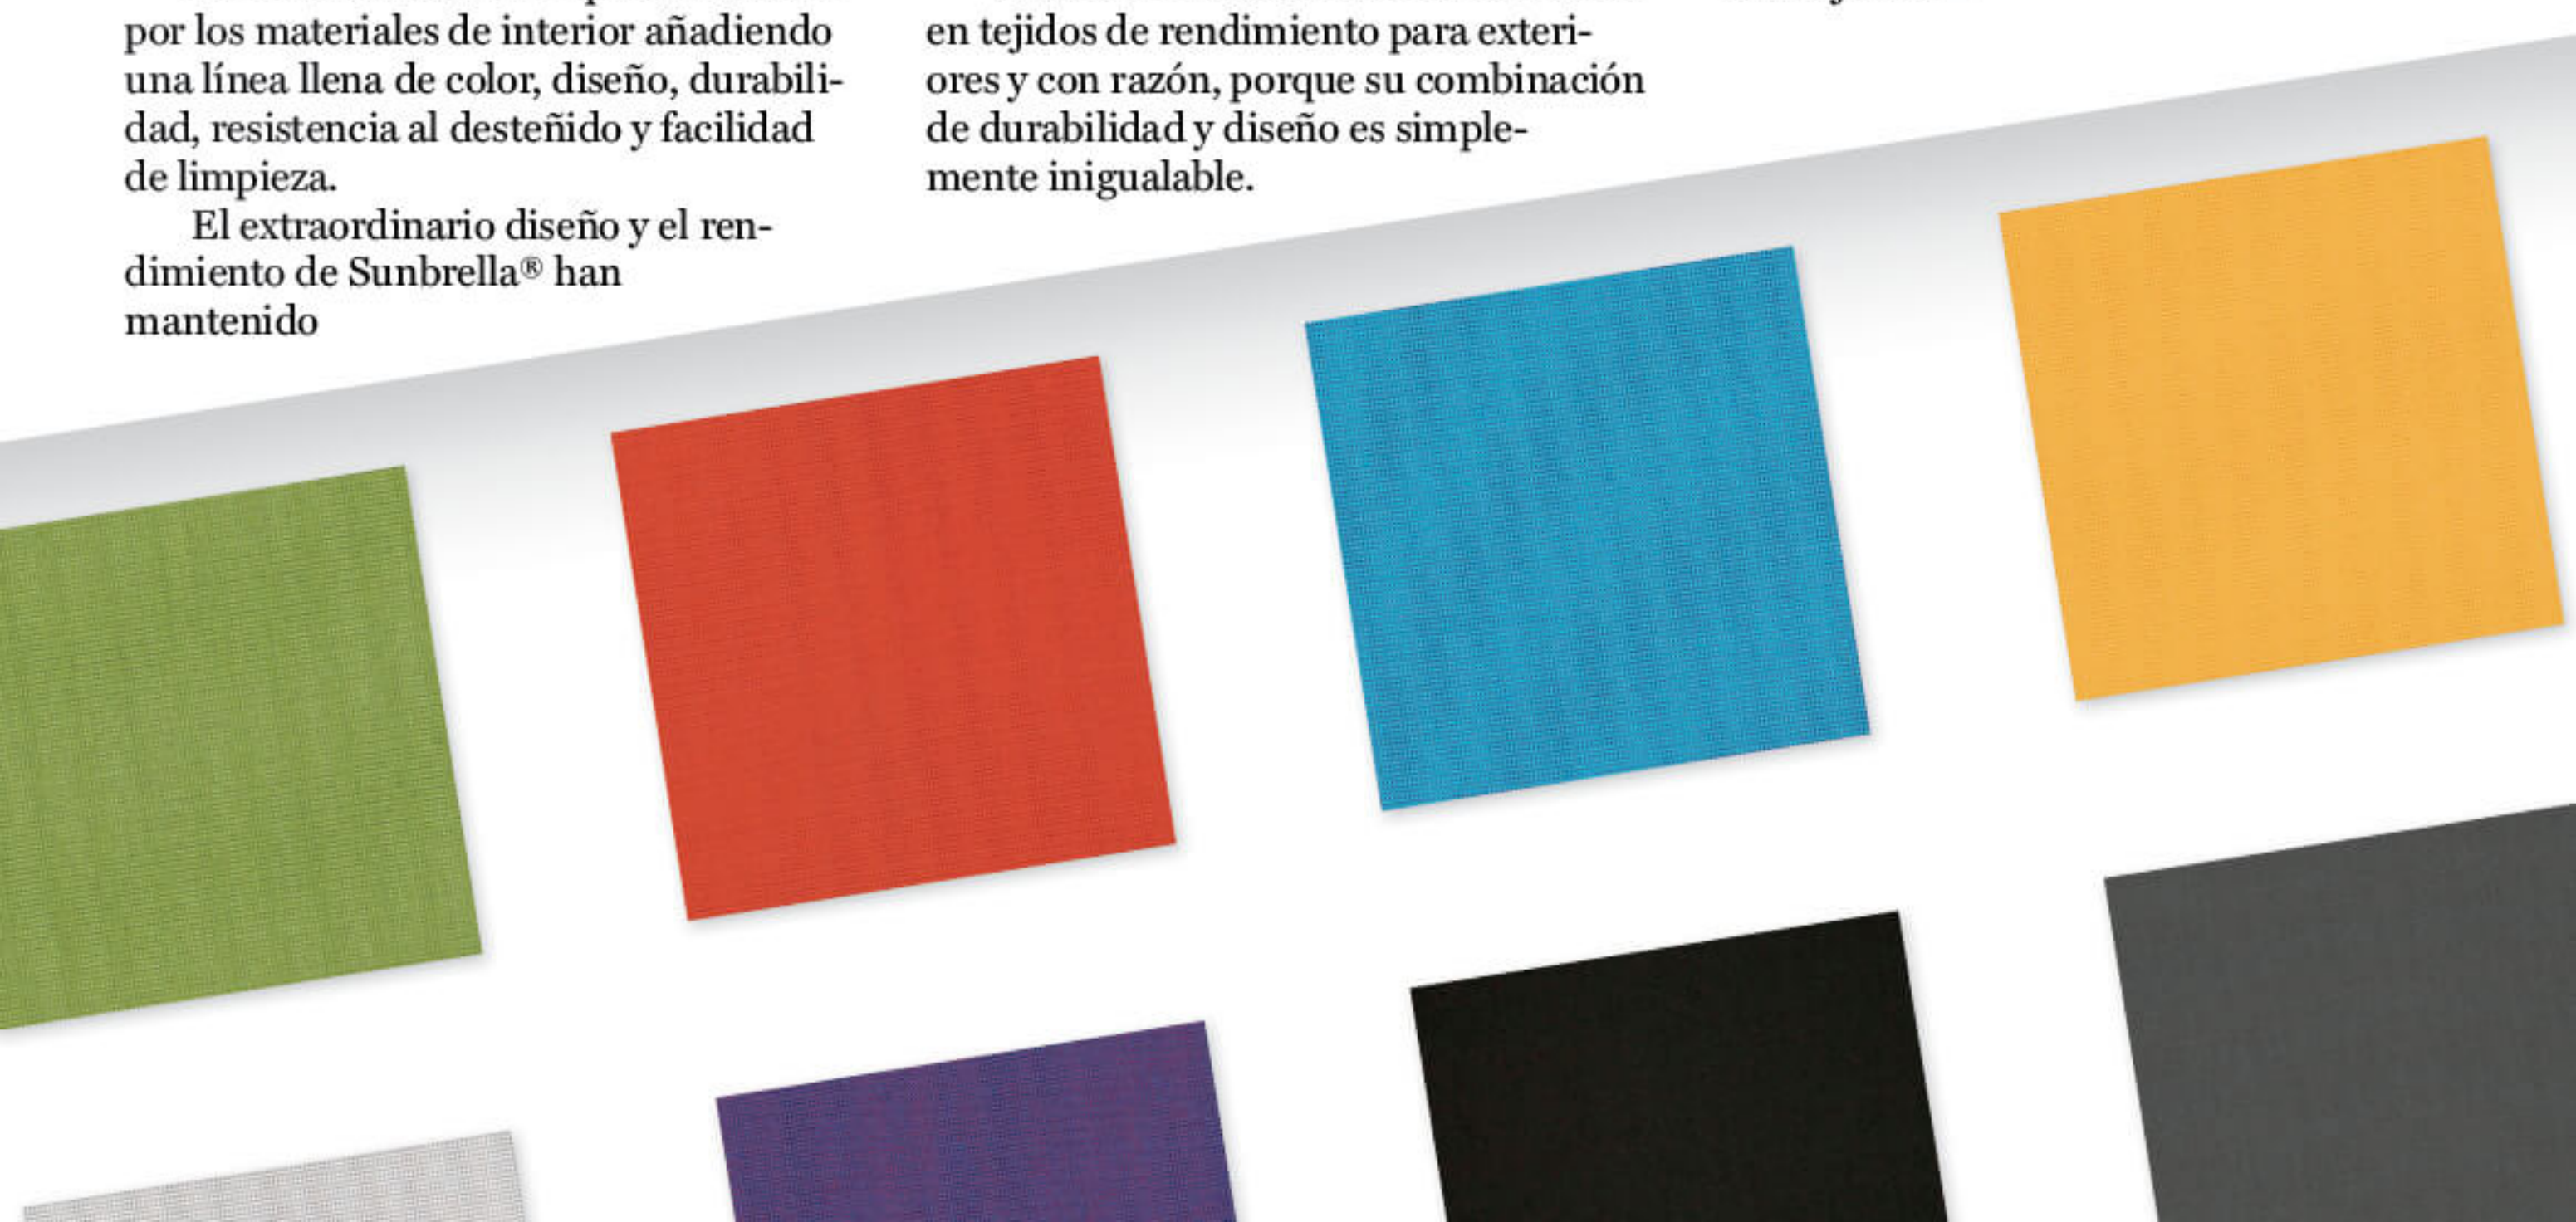 por los materiales de interior añadiendo
una línea llena de color, diseño, durabili-
dad, resistencia al desteñido y facilidad
de limpieza.
El extraordinario diseño y el ren-
dimiento de Sunbrella® han
mantenido
en tejidos de rendimiento para exteri-
ores y con razón, porque su combinación
de durabilidad y diseño es simple-
mente inigualable.